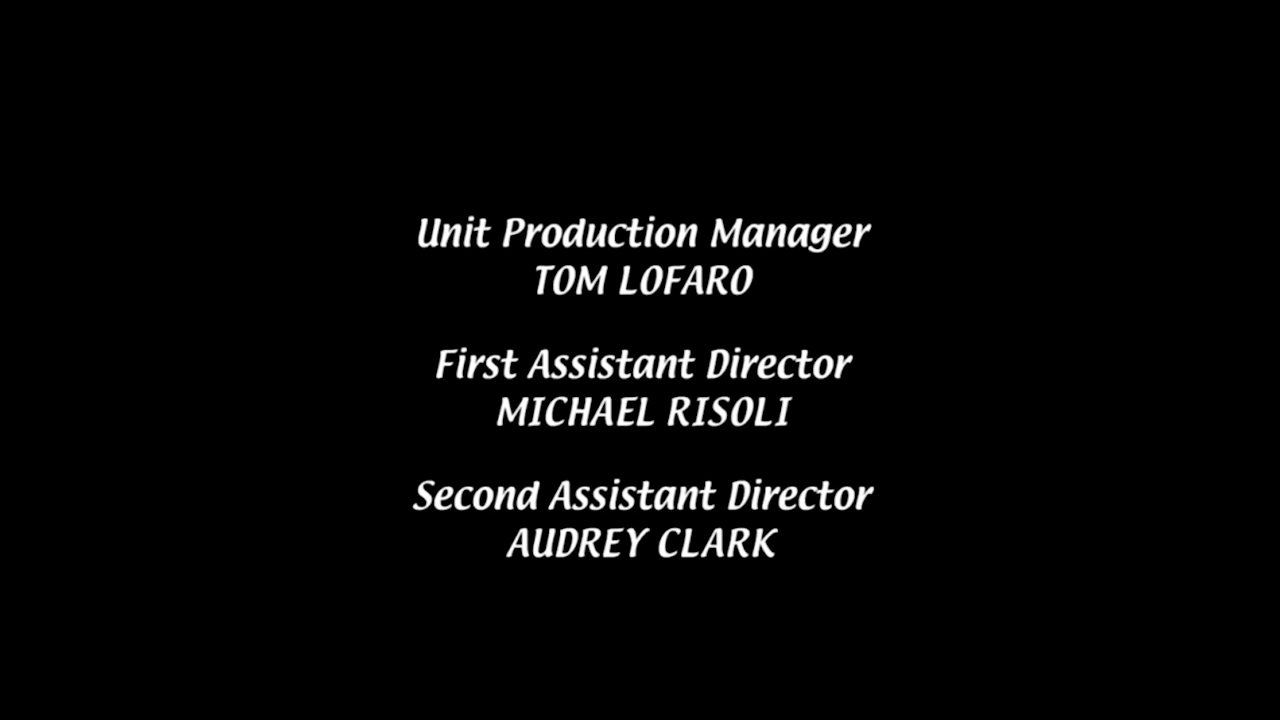 Unit Production Manager
TOM LOFARO
First Assistant Director
MICHAEL RISOLI
Second Assistant Director
AUDREY CLARK